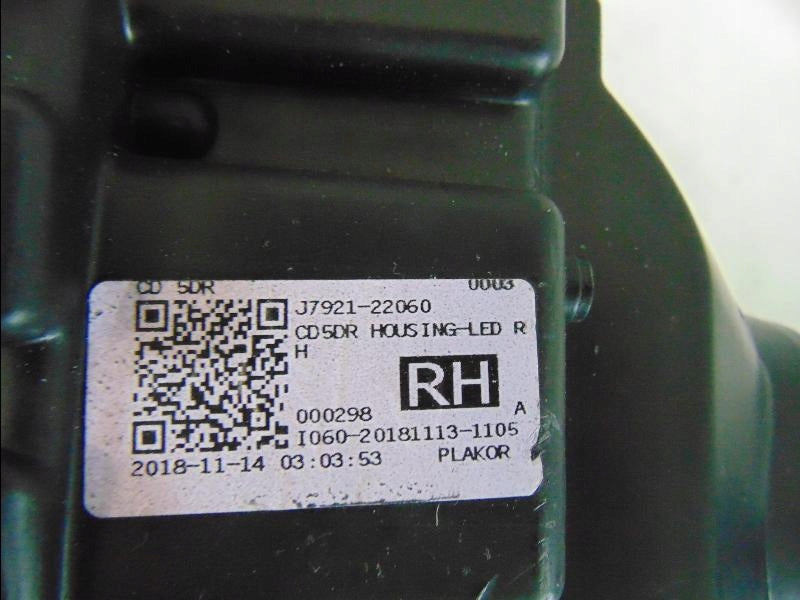 CD 5DR 0003
J7921-22060
CD5DR HOUSING-LED R
H
RH
000298 A
I060-20181113-1105
2018-11-14 03:03:53 PLAKOR